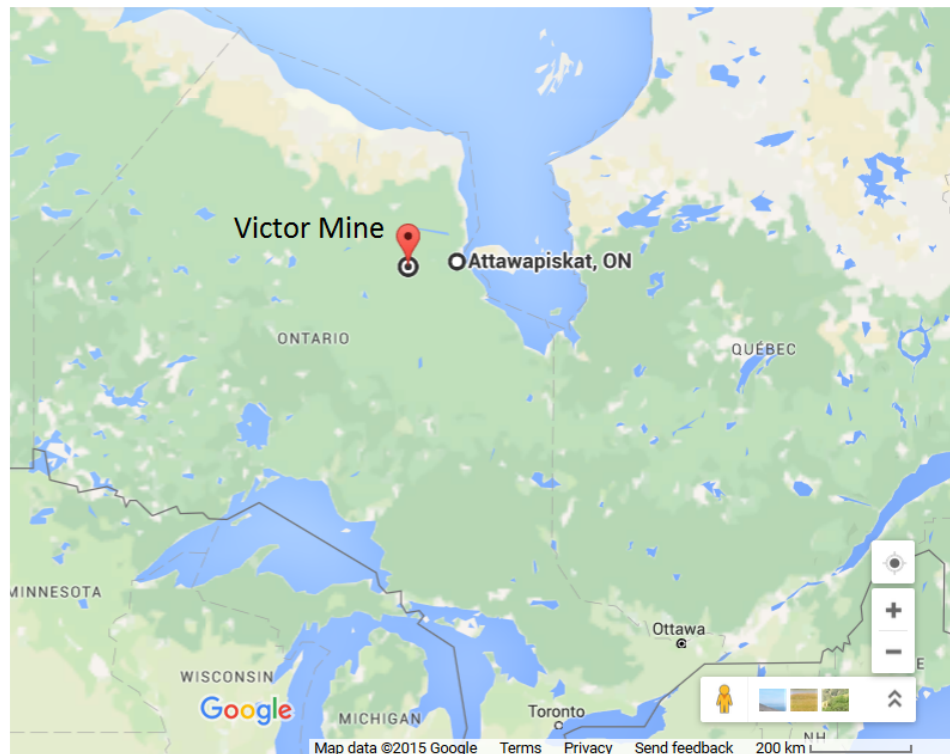 Victor Mine
Attawapiskat, ON
ONTARIO
QUÉBEC
MINNESOTA
Ottawa
WISCONSIN
Google
MICHIGAN
Toronto
NH
Map data ©2015 Google Terms Privacy Send feedback 200 km